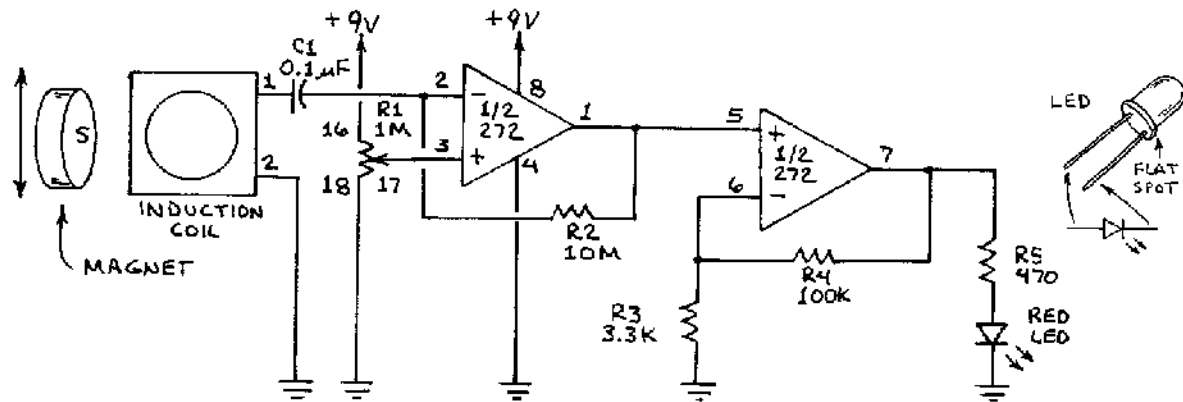 +9V
+9V
C1
0.1µF
1
2
S
INDUCTION
COIL
MAGNET
R1
1M
16
17
18
2
3
-
+
1/2
272
8
4
1
R2
10M
5
6
+
-
1/2
272
7
R3
3.3K
R4
100K
R5
470
RED
LED
LED
FLAT
SPOT